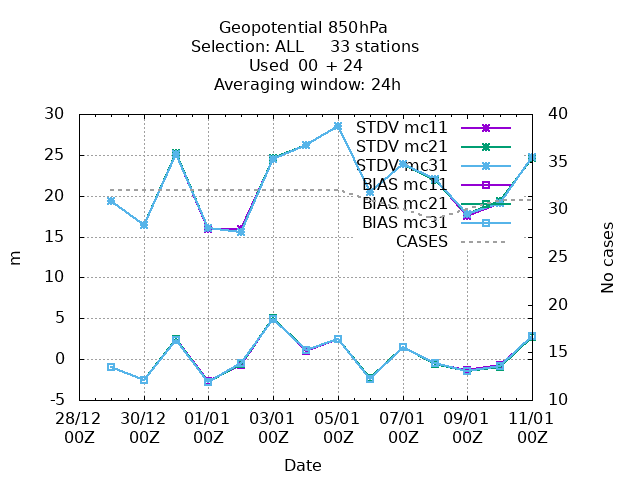 Geopotential 850hPa
Selection: ALL 33 stations
Used 00 + 24
Averaging window: 24h
30
25
20
15
10
5
0
-5
m
40
35
30
25
20
15
10
No cases
STDV mc11
STDV mc21
STDV mc31
BIAS mc11
BIAS mc21
BIAS mc31
CASES
28/12 30/12 01/01 03/01 05/01 07/01 09/01 11/01
00Z 00Z 00Z 00Z 00Z 00Z 00Z 00Z
Date